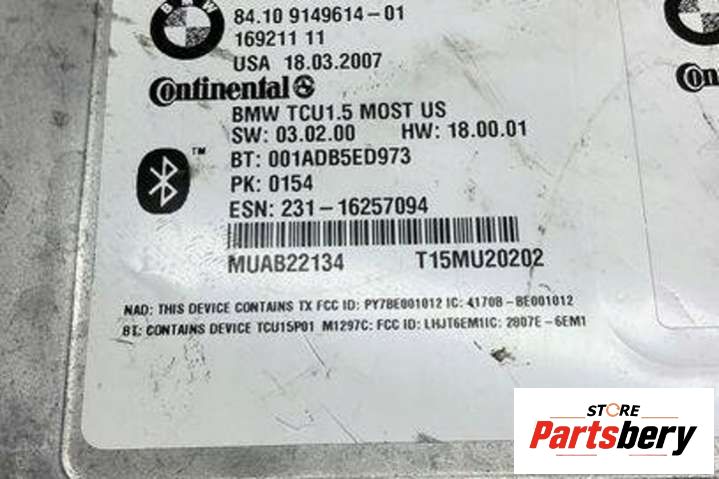 BMW
84.10 9149614-01
169211 11
USA 18.03.2007
Continental
BMW TCU1.5 MOST US
SW: 03.02.00 HW: 18.00.01
BT: 001ADB5ED973
TM
PK: 0154
ESN: 231-16257094
MUAB22134 T15MU20202
NAD: THIS DEVICE CONTAINS TX FCC ID: PY7BE001012 IC: 4170B-BE001012
BT: CONTAINS DEVICE TCU15P01 M1297C: FCC ID: LHJT6EM1IC: 2807E-6EM1
STORE
Partsbery